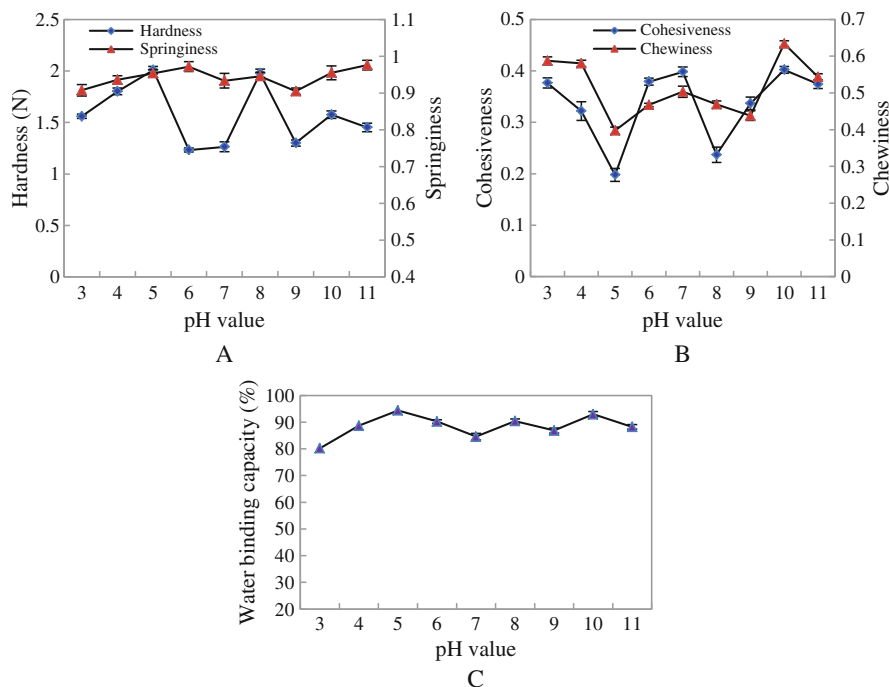 2.5
2
1.5
1
0.5
0
Hardness (N)
Hardness
Springiness
1.1
1
0.9
0.8
0.7
0.6
0.5
0.4
Springiness
3 4 5 6 7 8 9 10 11
pH value
A
0.5
0.4
0.3
0.2
0.1
0
Cohesiveness
Cohesiveness
Chewiness
0.7
0.6
0.5
0.4
0.3
0.2
0.1
0
Chewiness
3 4 5 6 7 8 9 10 11
pH value
B
100
90
80
70
60
50
40
30
20
Water binding capacity (%)
3 4 5 6 7 8 9 10 11
pH value
C